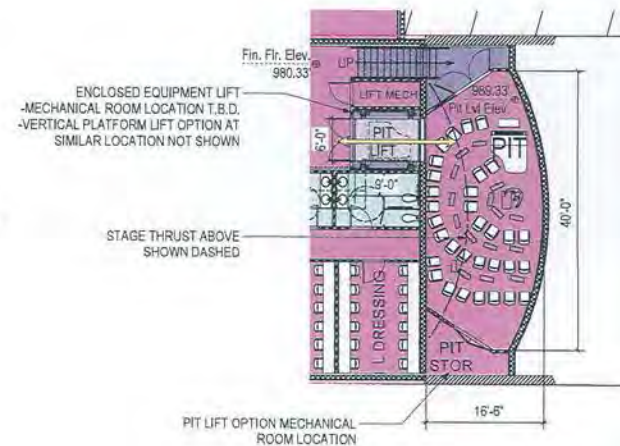 Fin. Flr. Elev.
980.33'
UP
ENCLOSED EQUIPMENT LIFT
-MECHANICAL ROOM LOCATION T.B.D.
-VERTICAL PLATFORM LIFT OPTION AT
SIMILAR LOCATION NOT SHOWN
LIFT MECH
969.33'
Pit Lvl Elev.
6'-0"
PIT
LIFT
PIT
9'-0"
40'-0"
STAGE THRUST ABOVE
SHOWN DASHED
L DRESSING
PIT
STOR
16'-6"
PIT LIFT OPTION MECHANICAL
ROOM LOCATION